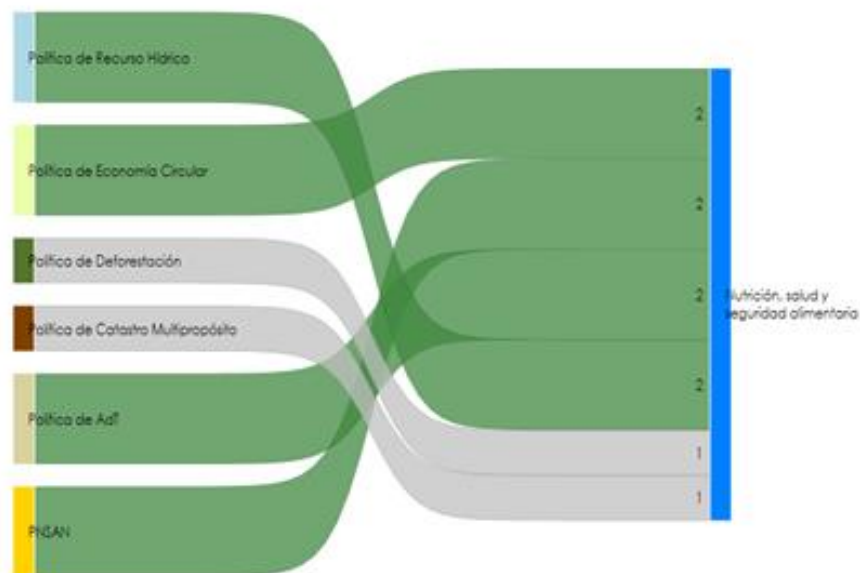 Política de Recurso Hídrico
Política de Economía Circular
Política de Deforestación
Política de Catastro Multipropósito
Política de AdT
PNSAN
2
2
2
2
1
1
Nutrición, salud y
seguridad alimentaria